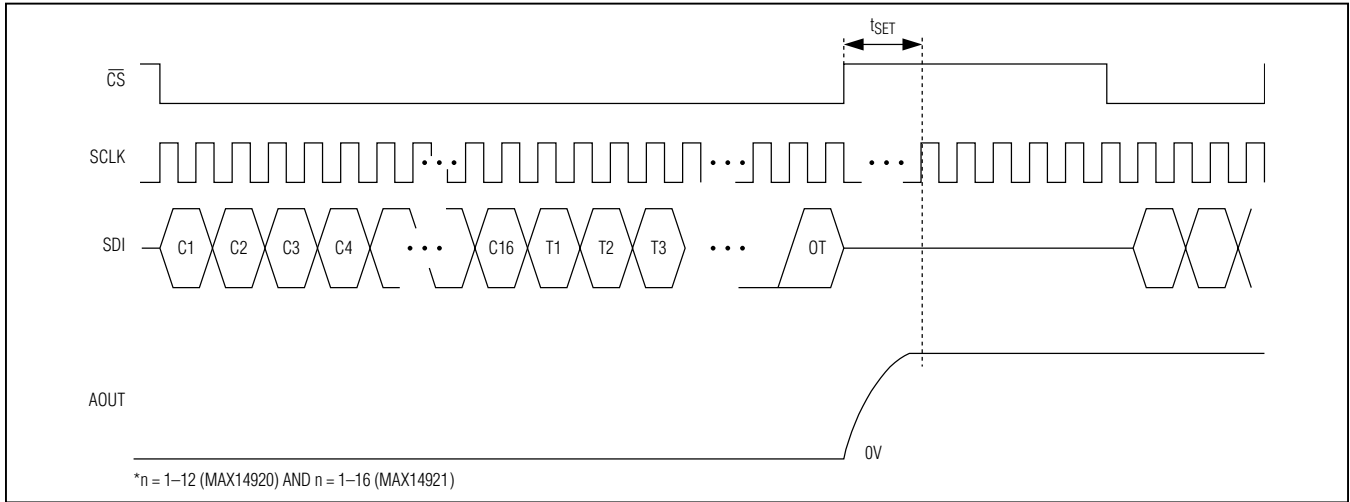 tSET
CS
SCLK
• • •
• • •
• • •
SDI
C1 C2 C3 C4 • • • C16 T1 T2 T3 • • • OT
AOUT
0V
*n = 1–12 (MAX14920) AND n = 1–16 (MAX14921)